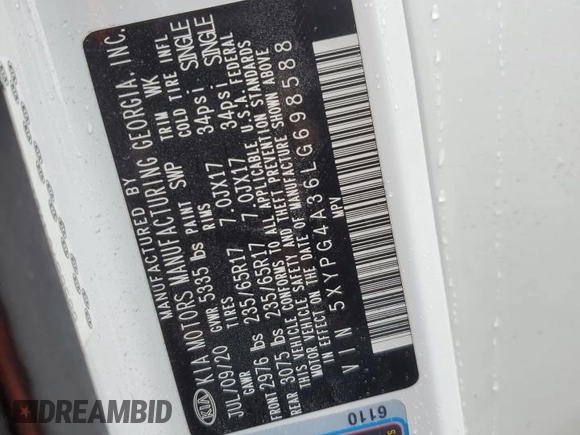 MANUFACTURED BY
KIA KIA MOTORS MANUFACTURING GEORGIA, INC.
JUL/09/20 PAINT SWP TRIM WK
GVWR 5335 lbs
TIRES RIMS COLD TIRE INFL
GAWR 235/65R17 7.0JX17 34psi SINGLE
FRONT 2976 lbs 235/65R17 7.0JX17 34psi SINGLE
REAR 3075 lbs
THIS VEHICLE CONFORMS TO ALL APPLICABLE U.S.A. FEDERAL
MOTOR VEHICLE SAFETY AND THEFT PREVENTION STANDARDS
IN EFFECT ON THE DATE OF MANUFACTURE SHOWN ABOVE
MPV
VIN 5XYPG4A36LG698588
6110
DREAMBID
AUTO AUCTIONS